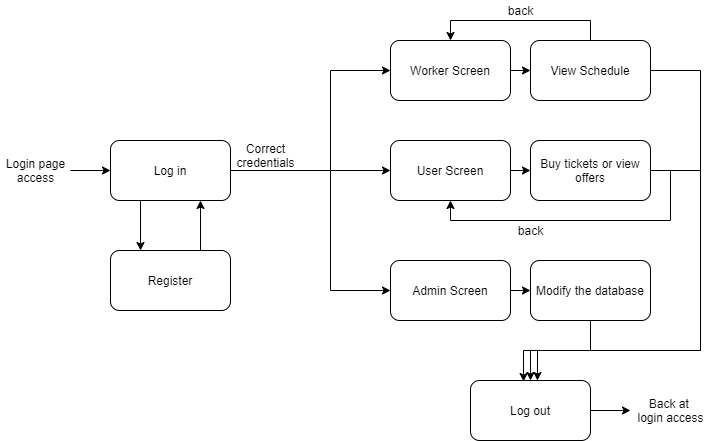 back
Worker Screen
View Schedule
Login page
access
Log in
Correct
credentials
User Screen
Buy tickets or view
offers
back
Register
Admin Screen
Modify the database
Log out
Back at
login access